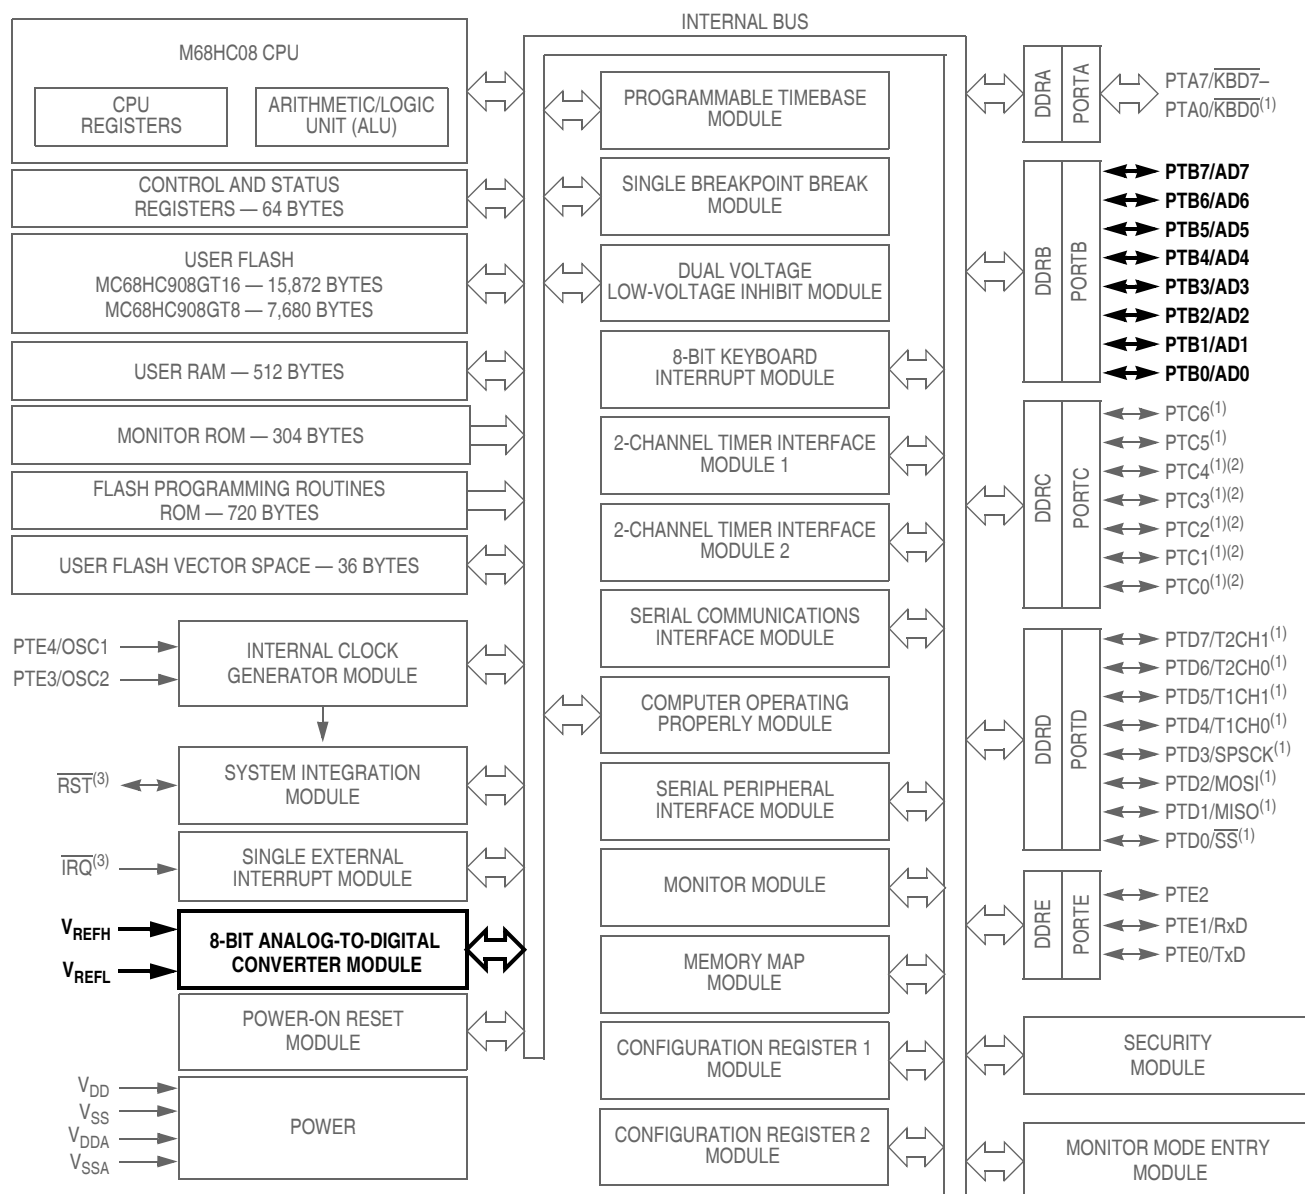 INTERNAL BUS
M68HC08 CPU
CPU
REGISTERS
ARITHMETIC/LOGIC
UNIT (ALU)
CONTROL AND STATUS
REGISTERS — 64 BYTES
USER FLASH
MC68HC908GT16 — 15,872 BYTES
MC68HC908GT8 — 7,680 BYTES
USER RAM — 512 BYTES
MONITOR ROM — 304 BYTES
FLASH PROGRAMMING ROUTINES
ROM — 720 BYTES
USER FLASH VECTOR SPACE — 36 BYTES
PTE4/OSC1
PTE3/OSC2
INTERNAL CLOCK
GENERATOR MODULE
RST(3)
SYSTEM INTEGRATION
MODULE
IRQ(3)
SINGLE EXTERNAL
INTERRUPT MODULE
VREFH
VREFL
8-BIT ANALOG-TO-DIGITAL
CONVERTER MODULE
POWER-ON RESET
MODULE
VDD
VSS
VDDA
VSSA
POWER
PROGRAMMABLE TIMEBASE
MODULE
SINGLE BREAKPOINT BREAK
MODULE
DUAL VOLTAGE
LOW-VOLTAGE INHIBIT MODULE
8-BIT KEYBOARD
INTERRUPT MODULE
2-CHANNEL TIMER INTERFACE
MODULE 1
2-CHANNEL TIMER INTERFACE
MODULE 2
SERIAL COMMUNICATIONS
INTERFACE MODULE
COMPUTER OPERATING
PROPERLY MODULE
SERIAL PERIPHERAL
INTERFACE MODULE
MONITOR MODULE
MEMORY MAP
MODULE
CONFIGURATION REGISTER 1
MODULE
CONFIGURATION REGISTER 2
MODULE
DDRA
PORTA
PTA7/KBD7–
PTA0/KBD0(1)
DDRB
PORTB
PTB7/AD7
PTB6/AD6
PTB5/AD5
PTB4/AD4
PTB3/AD3
PTB2/AD2
PTB1/AD1
PTB0/AD0
DDRC
PORTC
PTC6(1)
PTC5(1)
PTC4(1)(2)
PTC3(1)(2)
PTC2(1)(2)
PTC1(1)(2)
PTC0(1)(2)
DDRD
PORTD
PTD7/T2CH1(1)
PTD6/T2CH0(1)
PTD5/T1CH1(1)
PTD4/T1CH0(1)
PTD3/SPSCK(1)
PTD2/MOSI(1)
PTD1/MISO(1)
PTD0/SS(1)
DDRE
PORTE
PTE2
PTE1/RxD
PTE0/TxD
SECURITY
MODULE
MONITOR MODE ENTRY
MODULE